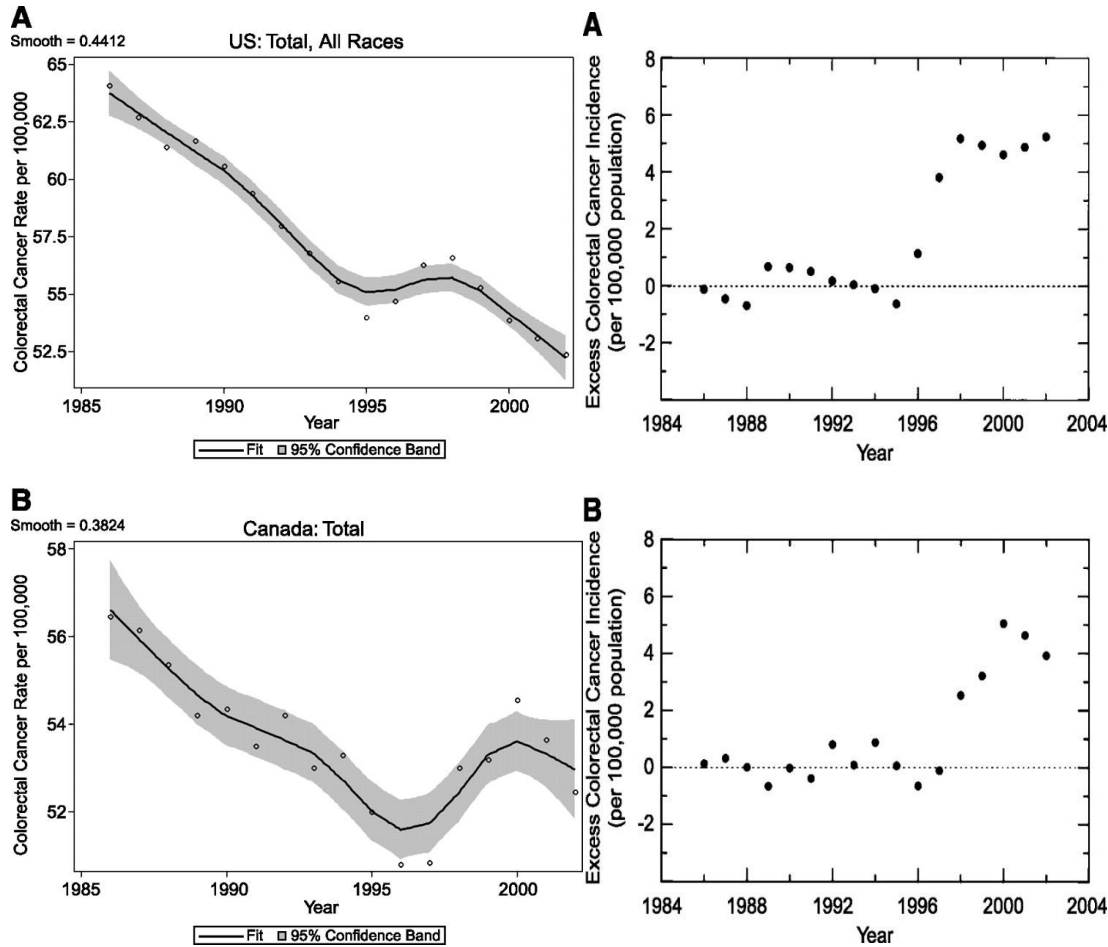 A
Smooth = 0.4412
US: Total, All Races
Colorectal Cancer Rate per 100,000
65
62.5
60
57.5
55
52.5
1985
1990
1995
2000
Year
Fit
95% Confidence Band
A
Excess Colorectal Cancer Incidence
(per 100,000 population)
8
6
4
2
0
-2
1984
1988
1992
1996
2000
2004
Year
B
Smooth = 0.3824
Canada: Total
Colorectal Cancer Rate per 100,000
58
56
54
52
1985
1990
1995
2000
Year
Fit
95% Confidence Band
B
Excess Colorectal Cancer Incidence
(per 100,000 population)
8
6
4
2
0
-2
1984
1988
1992
1996
2000
2004
Year